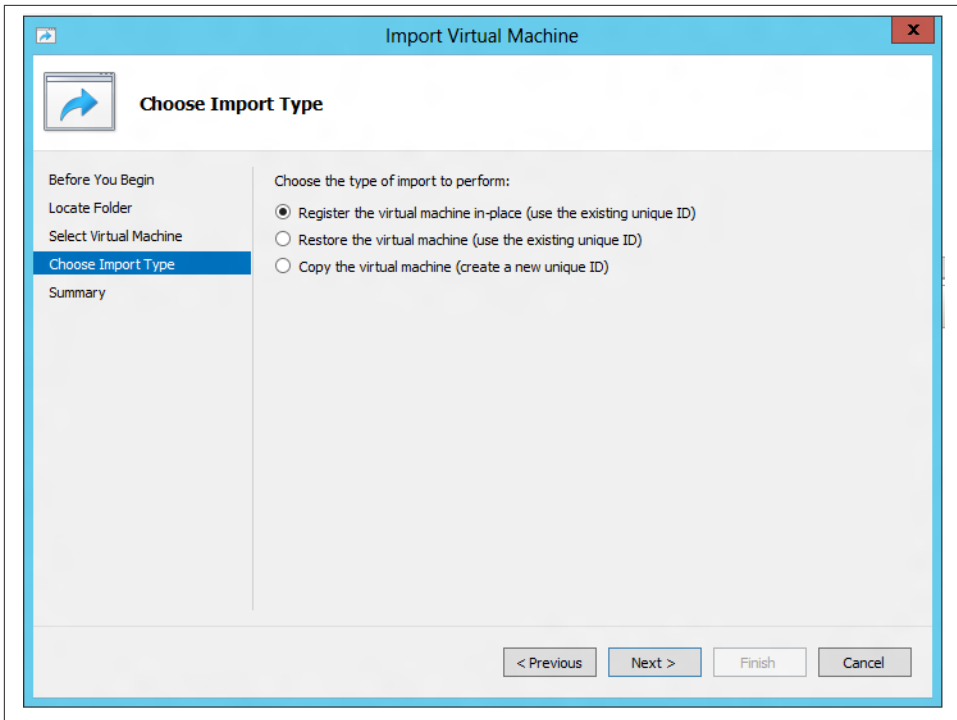 Import Virtual Machine
x
Choose Import Type
Before You Begin
Locate Folder
Select Virtual Machine
Choose Import Type
Summary
Choose the type of import to perform:
Register the virtual machine in-place (use the existing unique ID)
Restore the virtual machine (use the existing unique ID)
Copy the virtual machine (create a new unique ID)
< Previous
Next >
Finish
Cancel